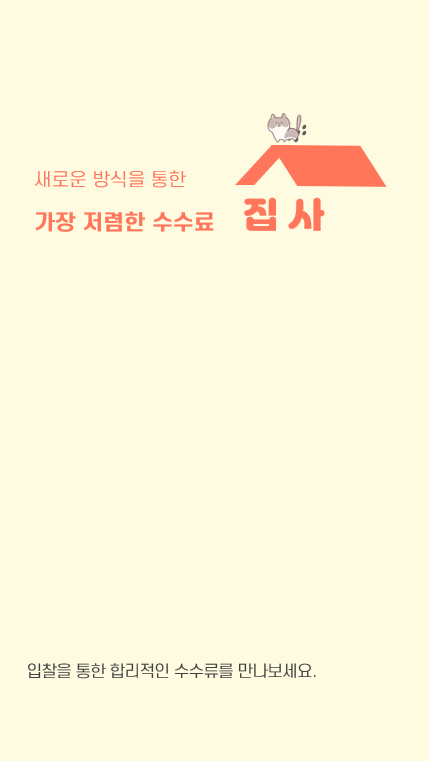 새로운 방식을 통한
가장 저렴한 수수료
집 사
입찰을 통한 합리적인 수수류를 만나보세요.